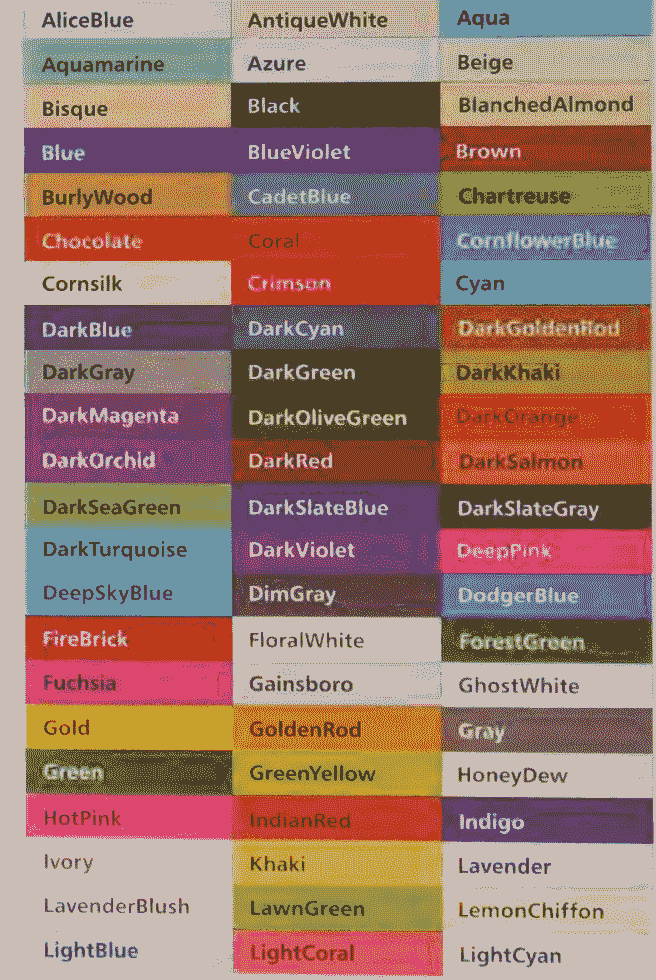 AliceBlue AntiqueWhite Aqua
Aquamarine Azure Beige
Bisque Black BlanchedAlmond
Blue BlueViolet Brown
BurlyWood CadetBlue Chartreuse
Chocolate Coral CornflowerBlue
Cornsilk Crimson Cyan
DarkBlue DarkCyan DarkGoldenRod
DarkGray DarkGreen DarkKhaki
DarkMagenta DarkOliveGreen DarkOrange
DarkOrchid DarkRed DarkSalmon
DarkSeaGreen DarkSlateBlue DarkSlateGray
DarkTurquoise DarkViolet DeepPink
DeepSkyBlue DimGray DodgerBlue
FireBrick FloralWhite ForestGreen
Fuchsia Gainsboro GhostWhite
Gold GoldenRod Gray
Green GreenYellow HoneyDew
HotPink IndianRed Indigo
Ivory Khaki Lavender
LavenderBlush LawnGreen LemonChiffon
LightBlue LightCoral LightCyan